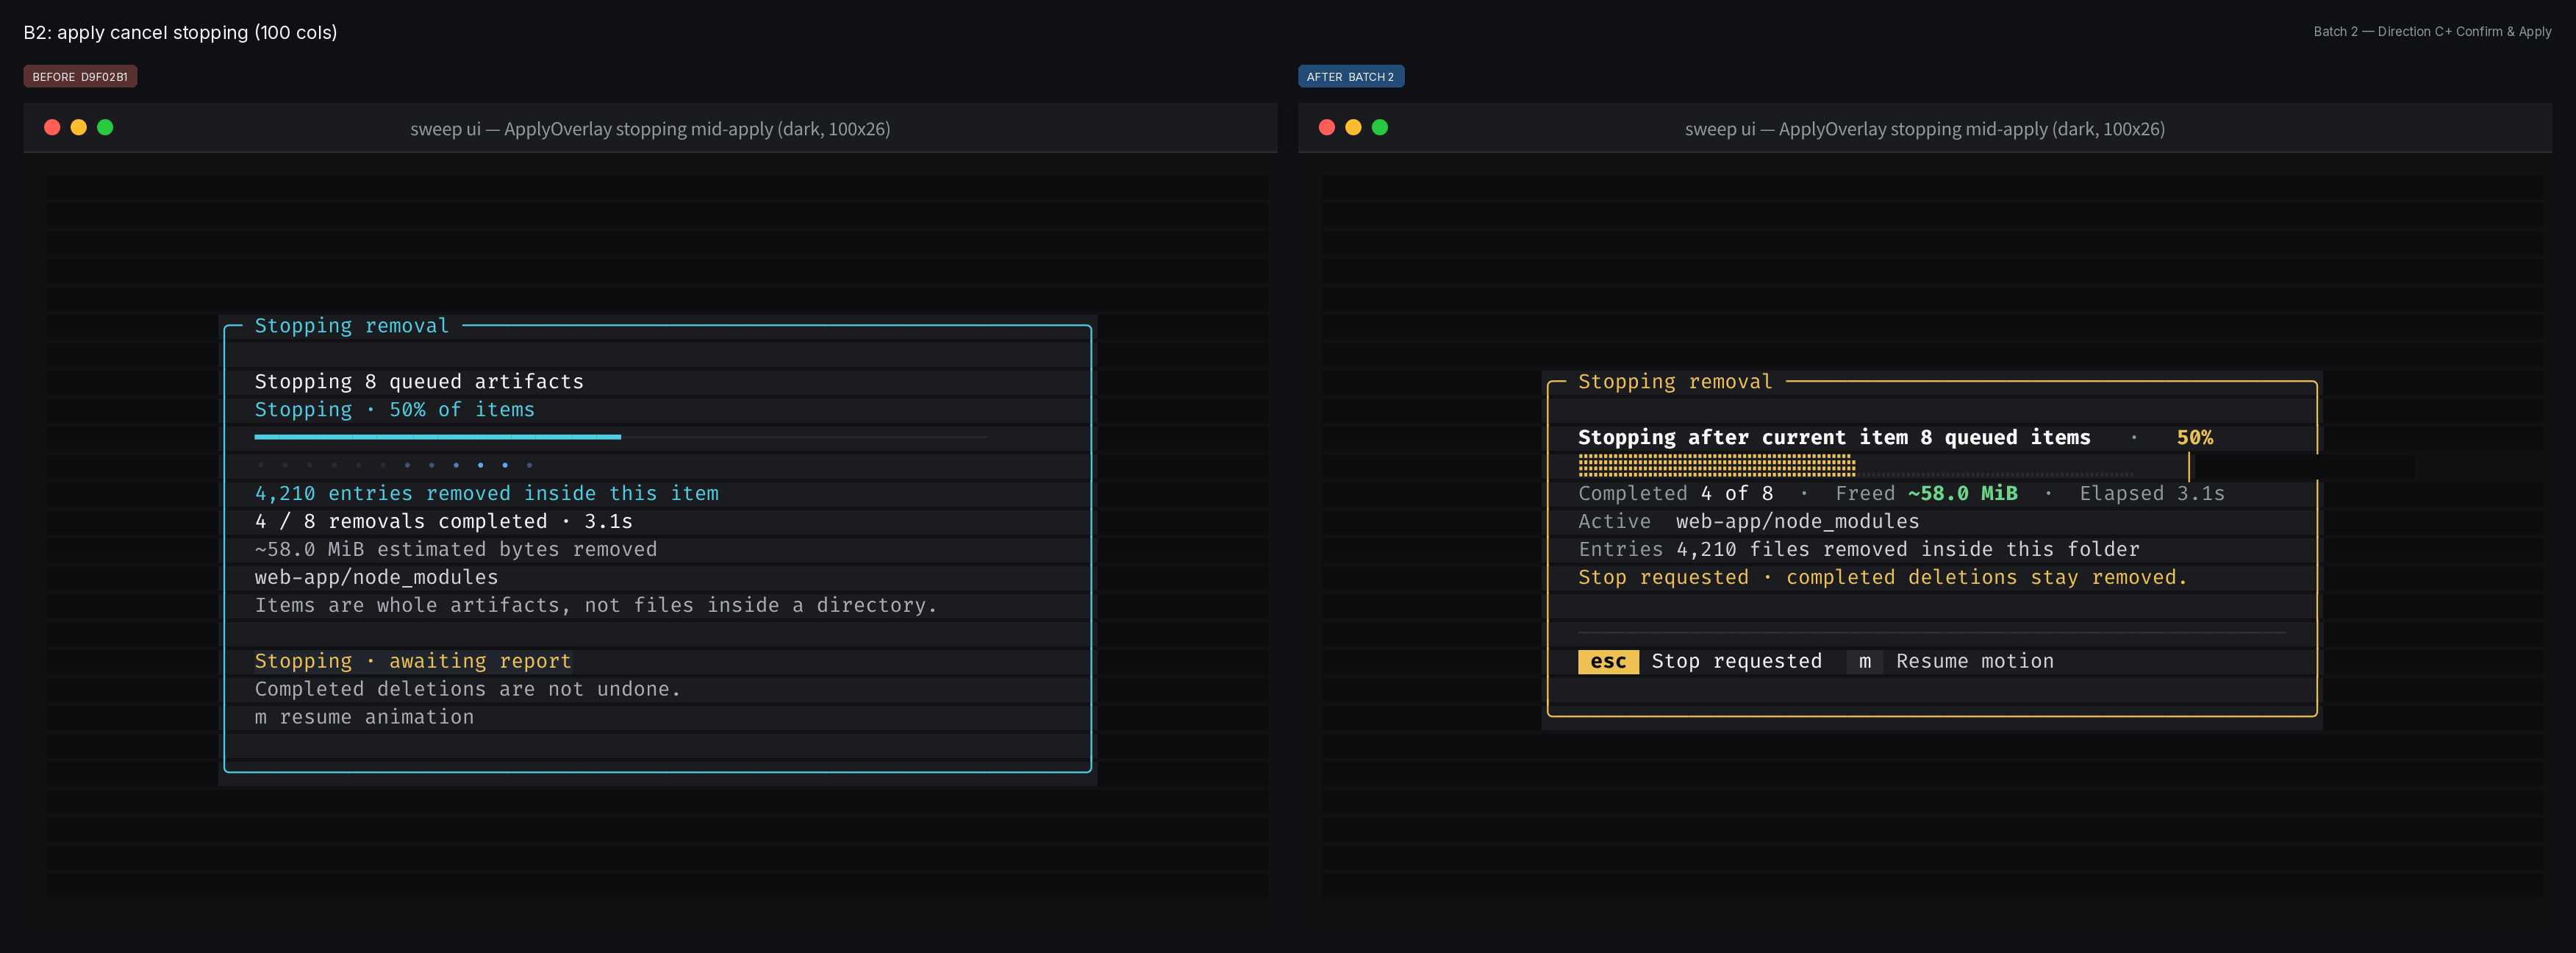 B2: apply cancel stopping (100 cols)
Batch 2 — Direction C+ Confirm & Apply
BEFORE D9F02B1
sweep ui — ApplyOverlay stopping mid-apply (dark, 100x26)
Stopping removal
Stopping 8 queued artifacts
Stopping · 50% of items
4,210 entries removed inside this item
4 / 8 removals completed · 3.1s
~58.0 MiB estimated bytes removed
web-app/node_modules
Items are whole artifacts, not files inside a directory.
Stopping · awaiting report
Completed deletions are not undone.
m resume animation
AFTER BATCH 2
sweep ui — ApplyOverlay stopping mid-apply (dark, 100x26)
Stopping removal
Stopping after current item 8 queued items · 50%
Completed 4 of 8 · Freed ~58.0 MiB · Elapsed 3.1s
Active web-app/node_modules
Entries 4,210 files removed inside this folder
Stop requested · completed deletions stay removed.
esc Stop requested m Resume motion